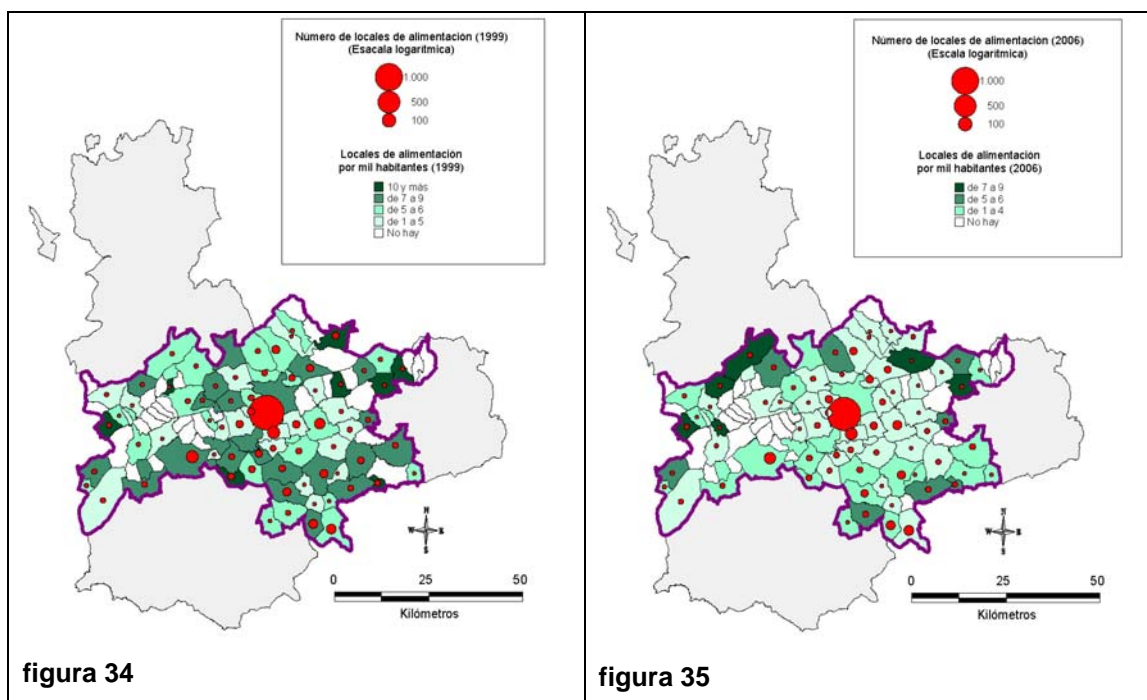 Número de locales de alimentación (1999)
(Esacala logarítmica)
1.000
500
100
Locales de alimentación
por mil habitantes (1999)
10 y más
de 7 a 9
de 5 a 6
de 1 a 5
No hay
N
W E
S
0 25 50
Kilómetros
figura 34
Número de locales de alimentación (2006)
(Escala logarítmica)
1.000
500
100
Locales de alimentación
por mil habitantes (2006)
de 7 a 9
de 5 a 6
de 1 a 4
No hay
N
W E
S
0 25 50
Kilómetros
figura 35